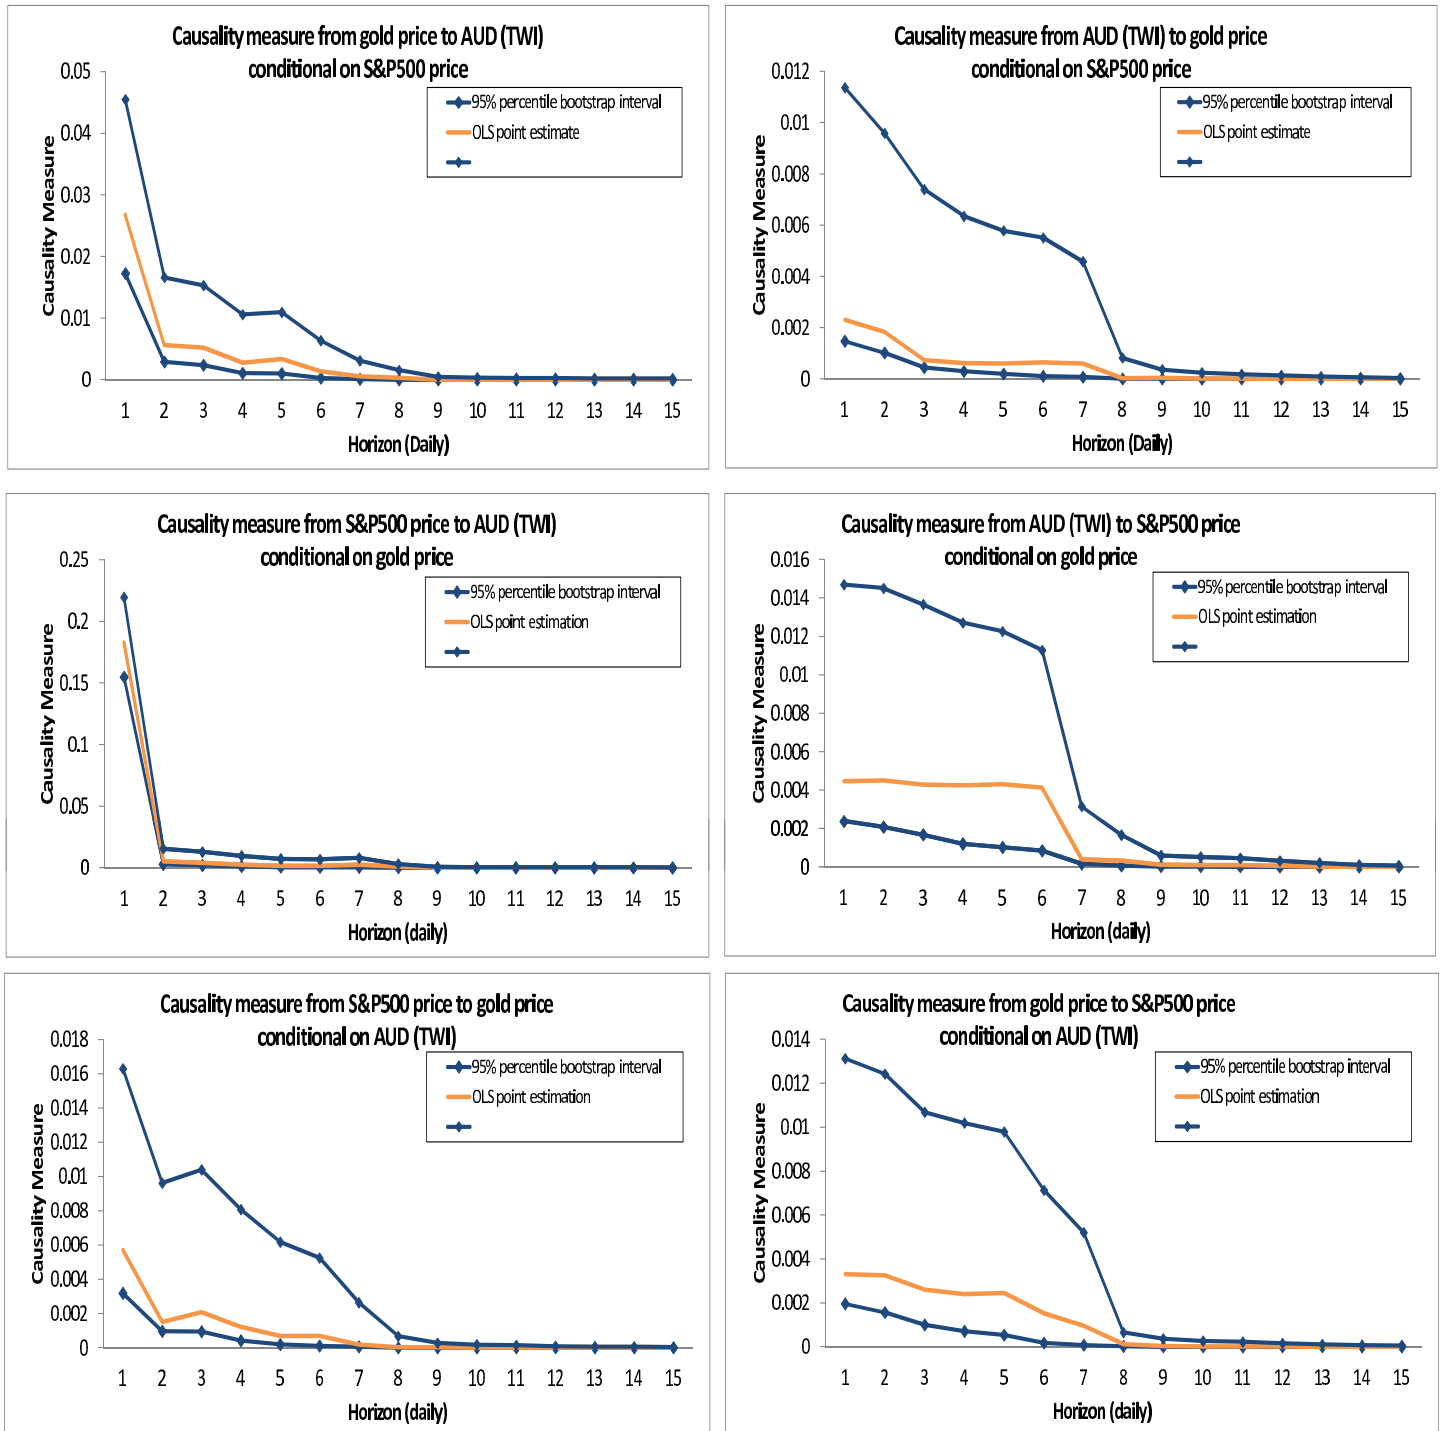 Causality measure from gold price to AUD (TWI)
conditional on S&P500 price
0.05
0.04
0.03
0.02
0.01
0
Causality Measure
95% percentile bootstrap interval
OLS point estimate
1 2 3 4 5 6 7 8 9 10 11 12 13 14 15
Horizon (Daily)
Causality measure from AUD (TWI) to gold price
conditional on S&P500 price
0.012
0.01
0.008
0.006
0.004
0.002
0
Causality Measure
95% percentile bootstrap interval
OLS point estimate
1 2 3 4 5 6 7 8 9 10 11 12 13 14 15
Horizon (Daily)
Causality measure from S&P500 price to AUD (TWI)
conditional on gold price
0.25
0.2
0.15
0.1
0.05
0
Causality Measure
95% percentile bootstrap interval
OLS point estimation
1 2 3 4 5 6 7 8 9 10 11 12 13 14 15
Horizon (daily)
Causality measure from AUD (TWI) to S&P500 price
conditional on gold price
0.016
0.014
0.012
0.01
0.008
0.006
0.004
0.002
0
Causality Measure
95% percentile bootstrap interval
OLS point estimation
1 2 3 4 5 6 7 8 9 10 11 12 13 14 15
Horizon (daily)
Causality measure from S&P500 price to gold price
conditional on AUD (TWI)
0.018
0.016
0.014
0.012
0.01
0.008
0.006
0.004
0.002
0
Causality Measure
95% percentile bootstrap interval
OLS point estimation
1 2 3 4 5 6 7 8 9 10 11 12 13 14 15
Horizon (daily)
Causality measure from gold price to S&P500 price
conditional on AUD (TWI)
0.014
0.012
0.01
0.008
0.006
0.004
0.002
0
Causality Measure
95% percentile bootstrap interval
OLS point estimation
1 2 3 4 5 6 7 8 9 10 11 12 13 14 15
Horizon (daily)